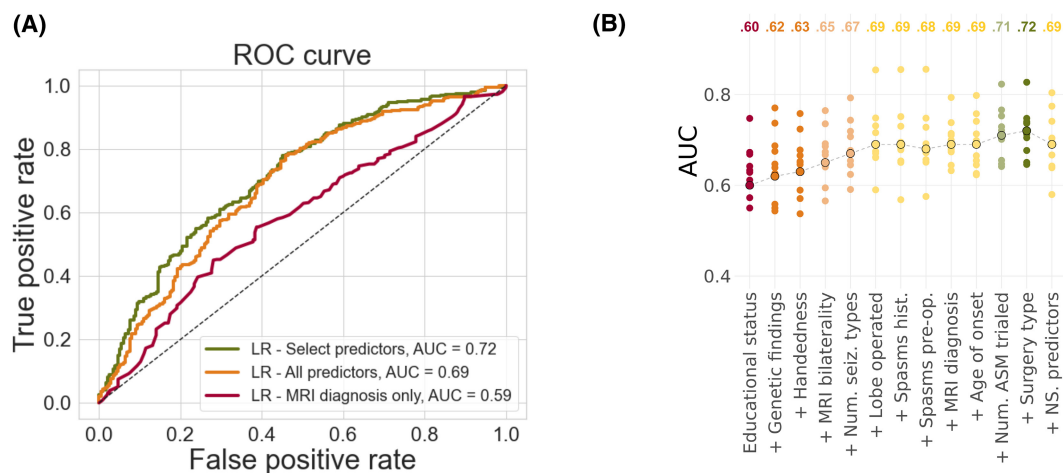 (A)
ROC curve
True positive rate
1.0
0.8
0.6
0.4
0.2
0.0
0.0 0.2 0.4 0.6 0.8 1.0
False positive rate
LR - Select predictors, AUC = 0.72
LR - All predictors, AUC = 0.69
LR - MRI diagnosis only, AUC = 0.59
(B)
.60 .62 .63 .65 .67 .69 .69 .68 .69 .69 .71 .72 .69
AUC
0.8
0.6
0.4
Educational status
+ Genetic findings
+ Handedness
+ MRI bilaterality
+ Num. seiz. types
+ Lobe operated
+ Spasms hist.
+ Spasms pre-op.
+ MRI diagnosis
+ Age of onset
+ Num. ASM trialed
+ Surgery type
+ NS. predictors